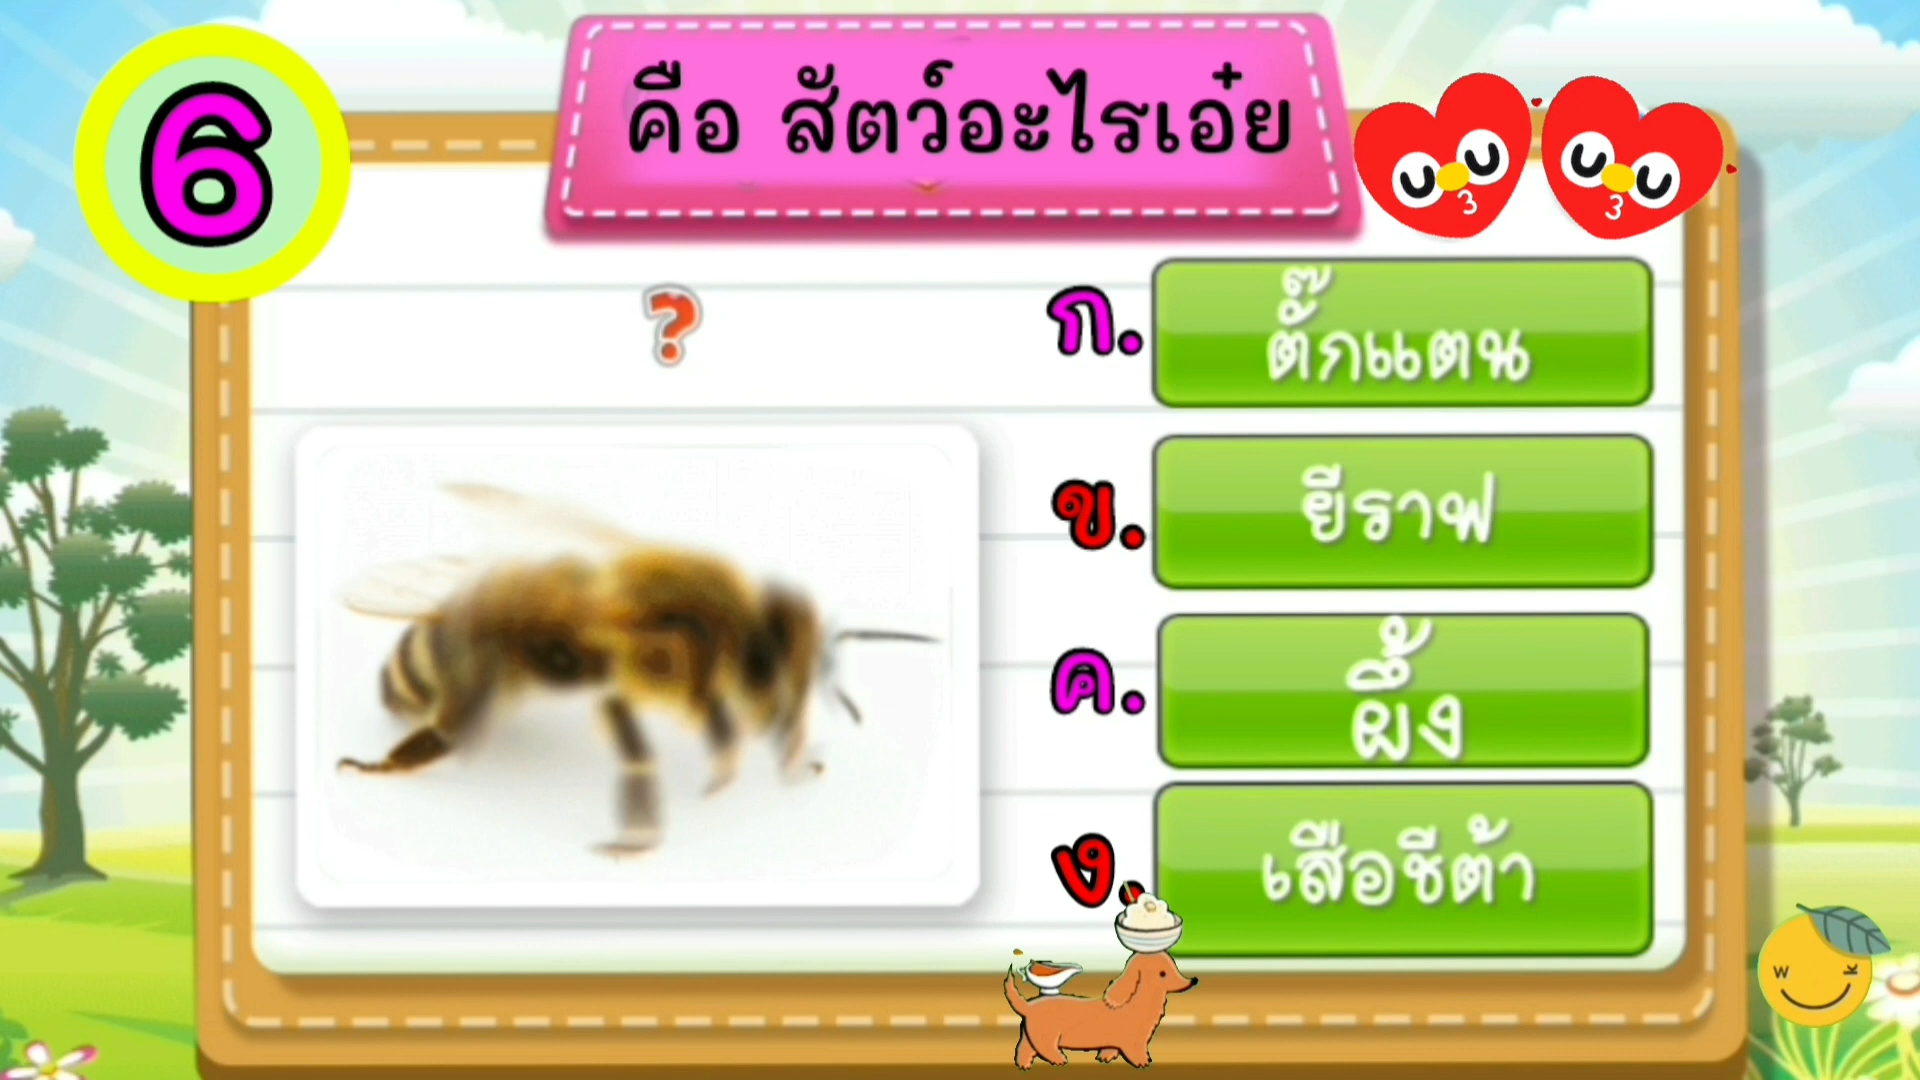 6
คือ สัตว์อะไรเอ๋ย
?
ก. ตั๊กแตน
ข. ยีราฟ
ค. ผึ้ง
ง. เสือชีต้า
W K